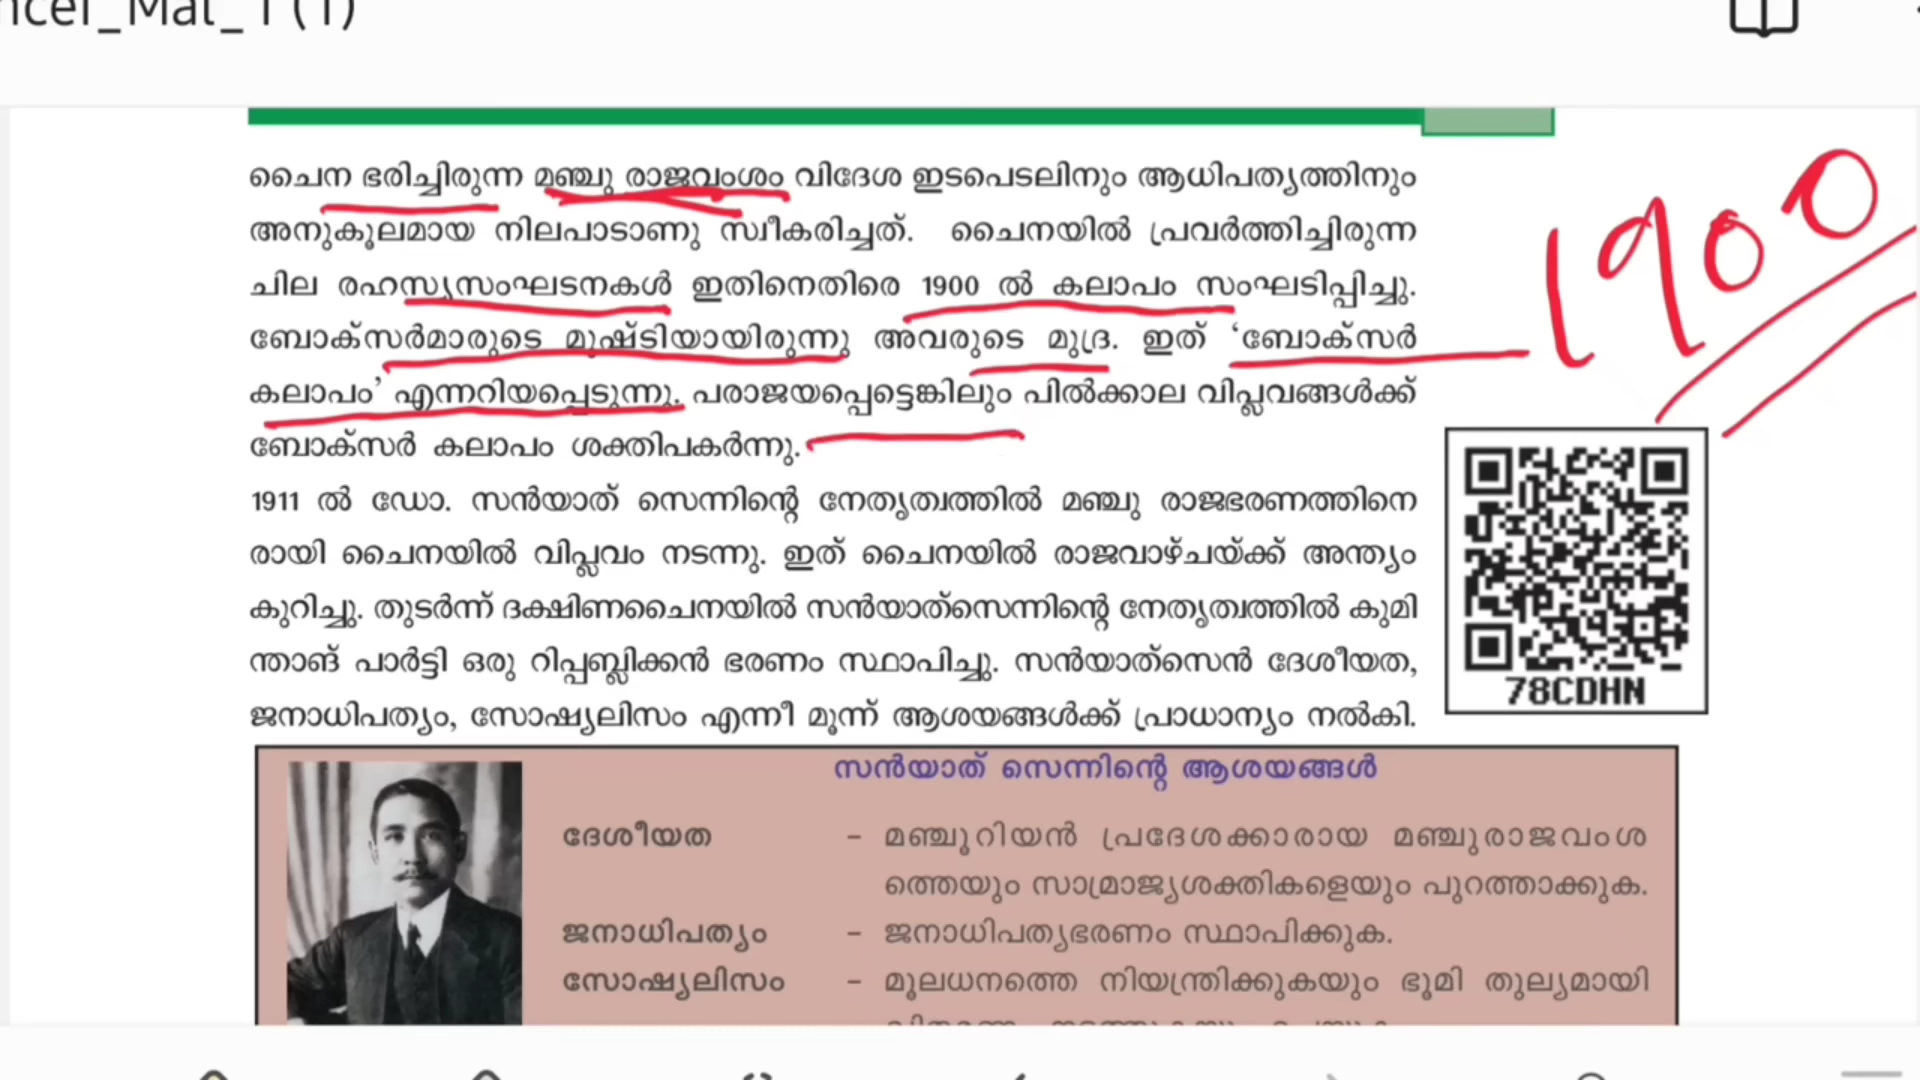 ncef_Mal_1 (1)
ചൈന ഭരിച്ചിരുന്ന മഞ്ചു രാജവംശം വിദേശ ഇടപെടലിനും ആധിപത്യത്തിനും
അനുകൂലമായ നിലപാടാണു സ്വീകരിച്ചത്. ചൈനയിൽ പ്രവർത്തിച്ചിരുന്ന
ചില രഹസ്യസംഘടനകൾ ഇതിനെതിരെ 1900 ൽ കലാപം സംഘടിപ്പിച്ചു.
ബോക്സർമാരുടെ മുഷ്ടിയായിരുന്നു അവരുടെ മുദ്ര. ഇത് ‘ബോക്സർ
കലാപം’ എന്നറിയപ്പെടുന്നു. പരാജയപ്പെട്ടെങ്കിലും പിൽക്കാല വിപ്ലവങ്ങൾക്ക്
ബോക്സർ കലാപം ശക്തിപകർന്നു.
1900
1911 ൽ ഡോ. സൻയാത് സെന്നിന്റെ നേതൃത്വത്തിൽ മഞ്ചു രാജഭരണത്തിനെ
രായി ചൈനയിൽ വിപ്ലവം നടന്നു. ഇത് ചൈനയിൽ രാജവാഴ്ചയ്ക്ക് അന്ത്യം
കുറിച്ചു. തുടർന്ന് ദക്ഷിണചൈനയിൽ സൻയാത്സെന്നിന്റെ നേതൃത്വത്തിൽ കുമി
ന്താങ് പാർട്ടി ഒരു റിപ്പബ്ലിക്കൻ ഭരണം സ്ഥാപിച്ചു. സൻയാത്സെൻ ദേശീയത,
ജനാധിപത്യം, സോഷ്യലിസം എന്നീ മൂന്ന് ആശയങ്ങൾക്ക് പ്രാധാന്യം നൽകി.
78CDHN
സൻയാത് സെന്നിന്റെ ആശയങ്ങൾ
ദേശീയത – മഞ്ചൂറിയൻ പ്രദേശക്കാരായ മഞ്ചുരാജവംശ
ത്തെയും സാമ്രാജ്യശക്തികളെയും പുറത്താക്കുക.
ജനാധിപത്യം – ജനാധിപത്യഭരണം സ്ഥാപിക്കുക.
സോഷ്യലിസം – മൂലധനത്തെ നിയന്ത്രിക്കുകയും ഭൂമി തുല്യമായി